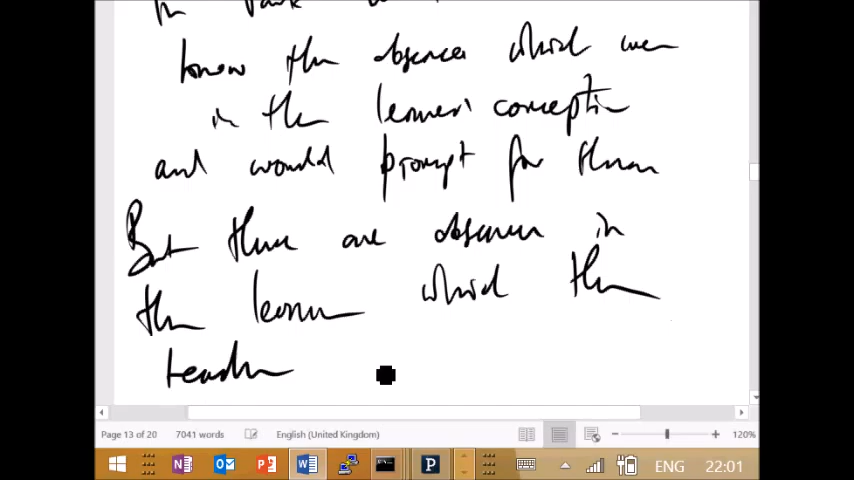 in
know the absences which were
in the learner's conception
and would prompt for them
But there are absences in
the learner which the
teacher
Page 13 of 20 7041 words English (United Kingdom) 120%
ENG 22:01